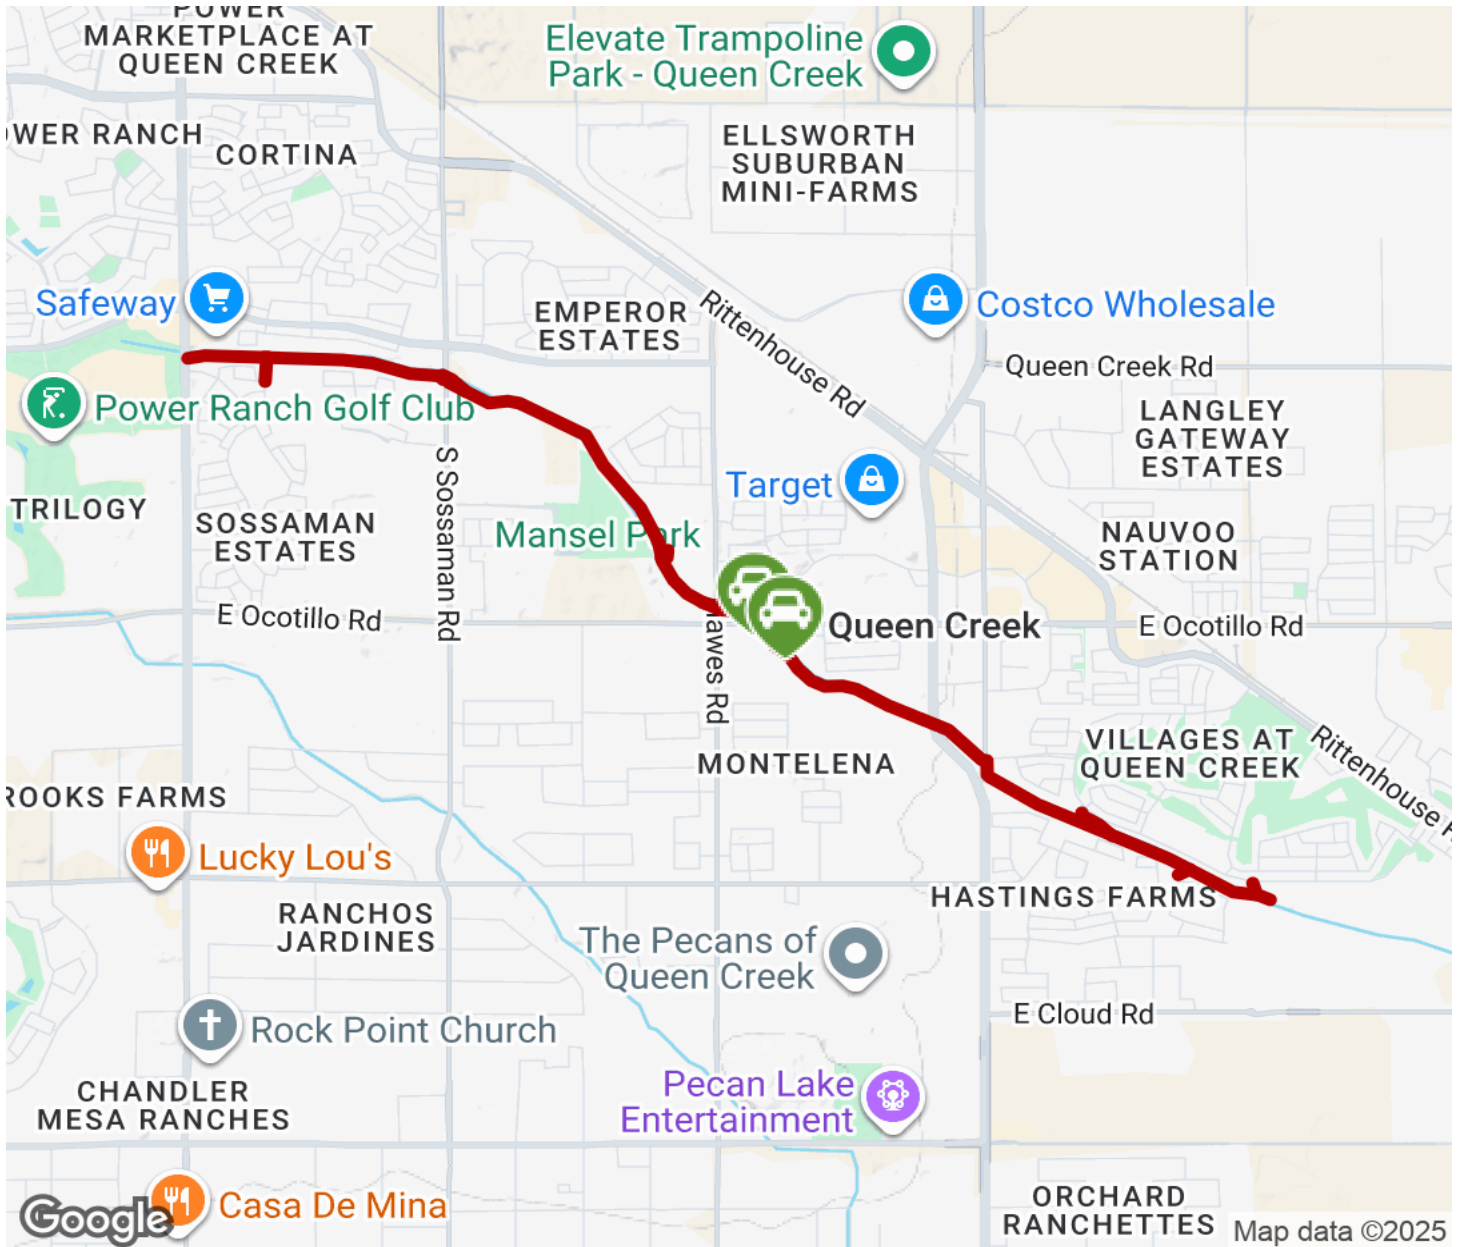 POWER
MARKETPLACE AT
QUEEN CREEK
Elevate Trampoline
Park - Queen Creek
OWER RANCH
CORTINA
ELLSWORTH
SUBURBAN
MINI-FARMS
Safeway
EMPEROR
ESTATES
Rittenhouse Rd
Costco Wholesale
Queen Creek Rd
Power Ranch Golf Club
LANGLEY
GATEWAY
ESTATES
S Sossaman Rd
Target
TRILOGY
SOSSAMAN
ESTATES
Mansel Park
NAUVOO
STATION
E Ocotillo Rd
Hawes Rd
Queen Creek
E Ocotillo Rd
MONTELENA
VILLAGES AT
QUEEN CREEK
Rittenhouse R
ROOKS FARMS
Lucky Lou's
HASTINGS FARMS
RANCHOS
JARDINES
The Pecans of
Queen Creek
E Cloud Rd
Rock Point Church
CHANDLER
MESA RANCHES
Pecan Lake
Entertainment
Casa De Mina
ORCHARD
RANCHETTES
Google
Map data ©2025